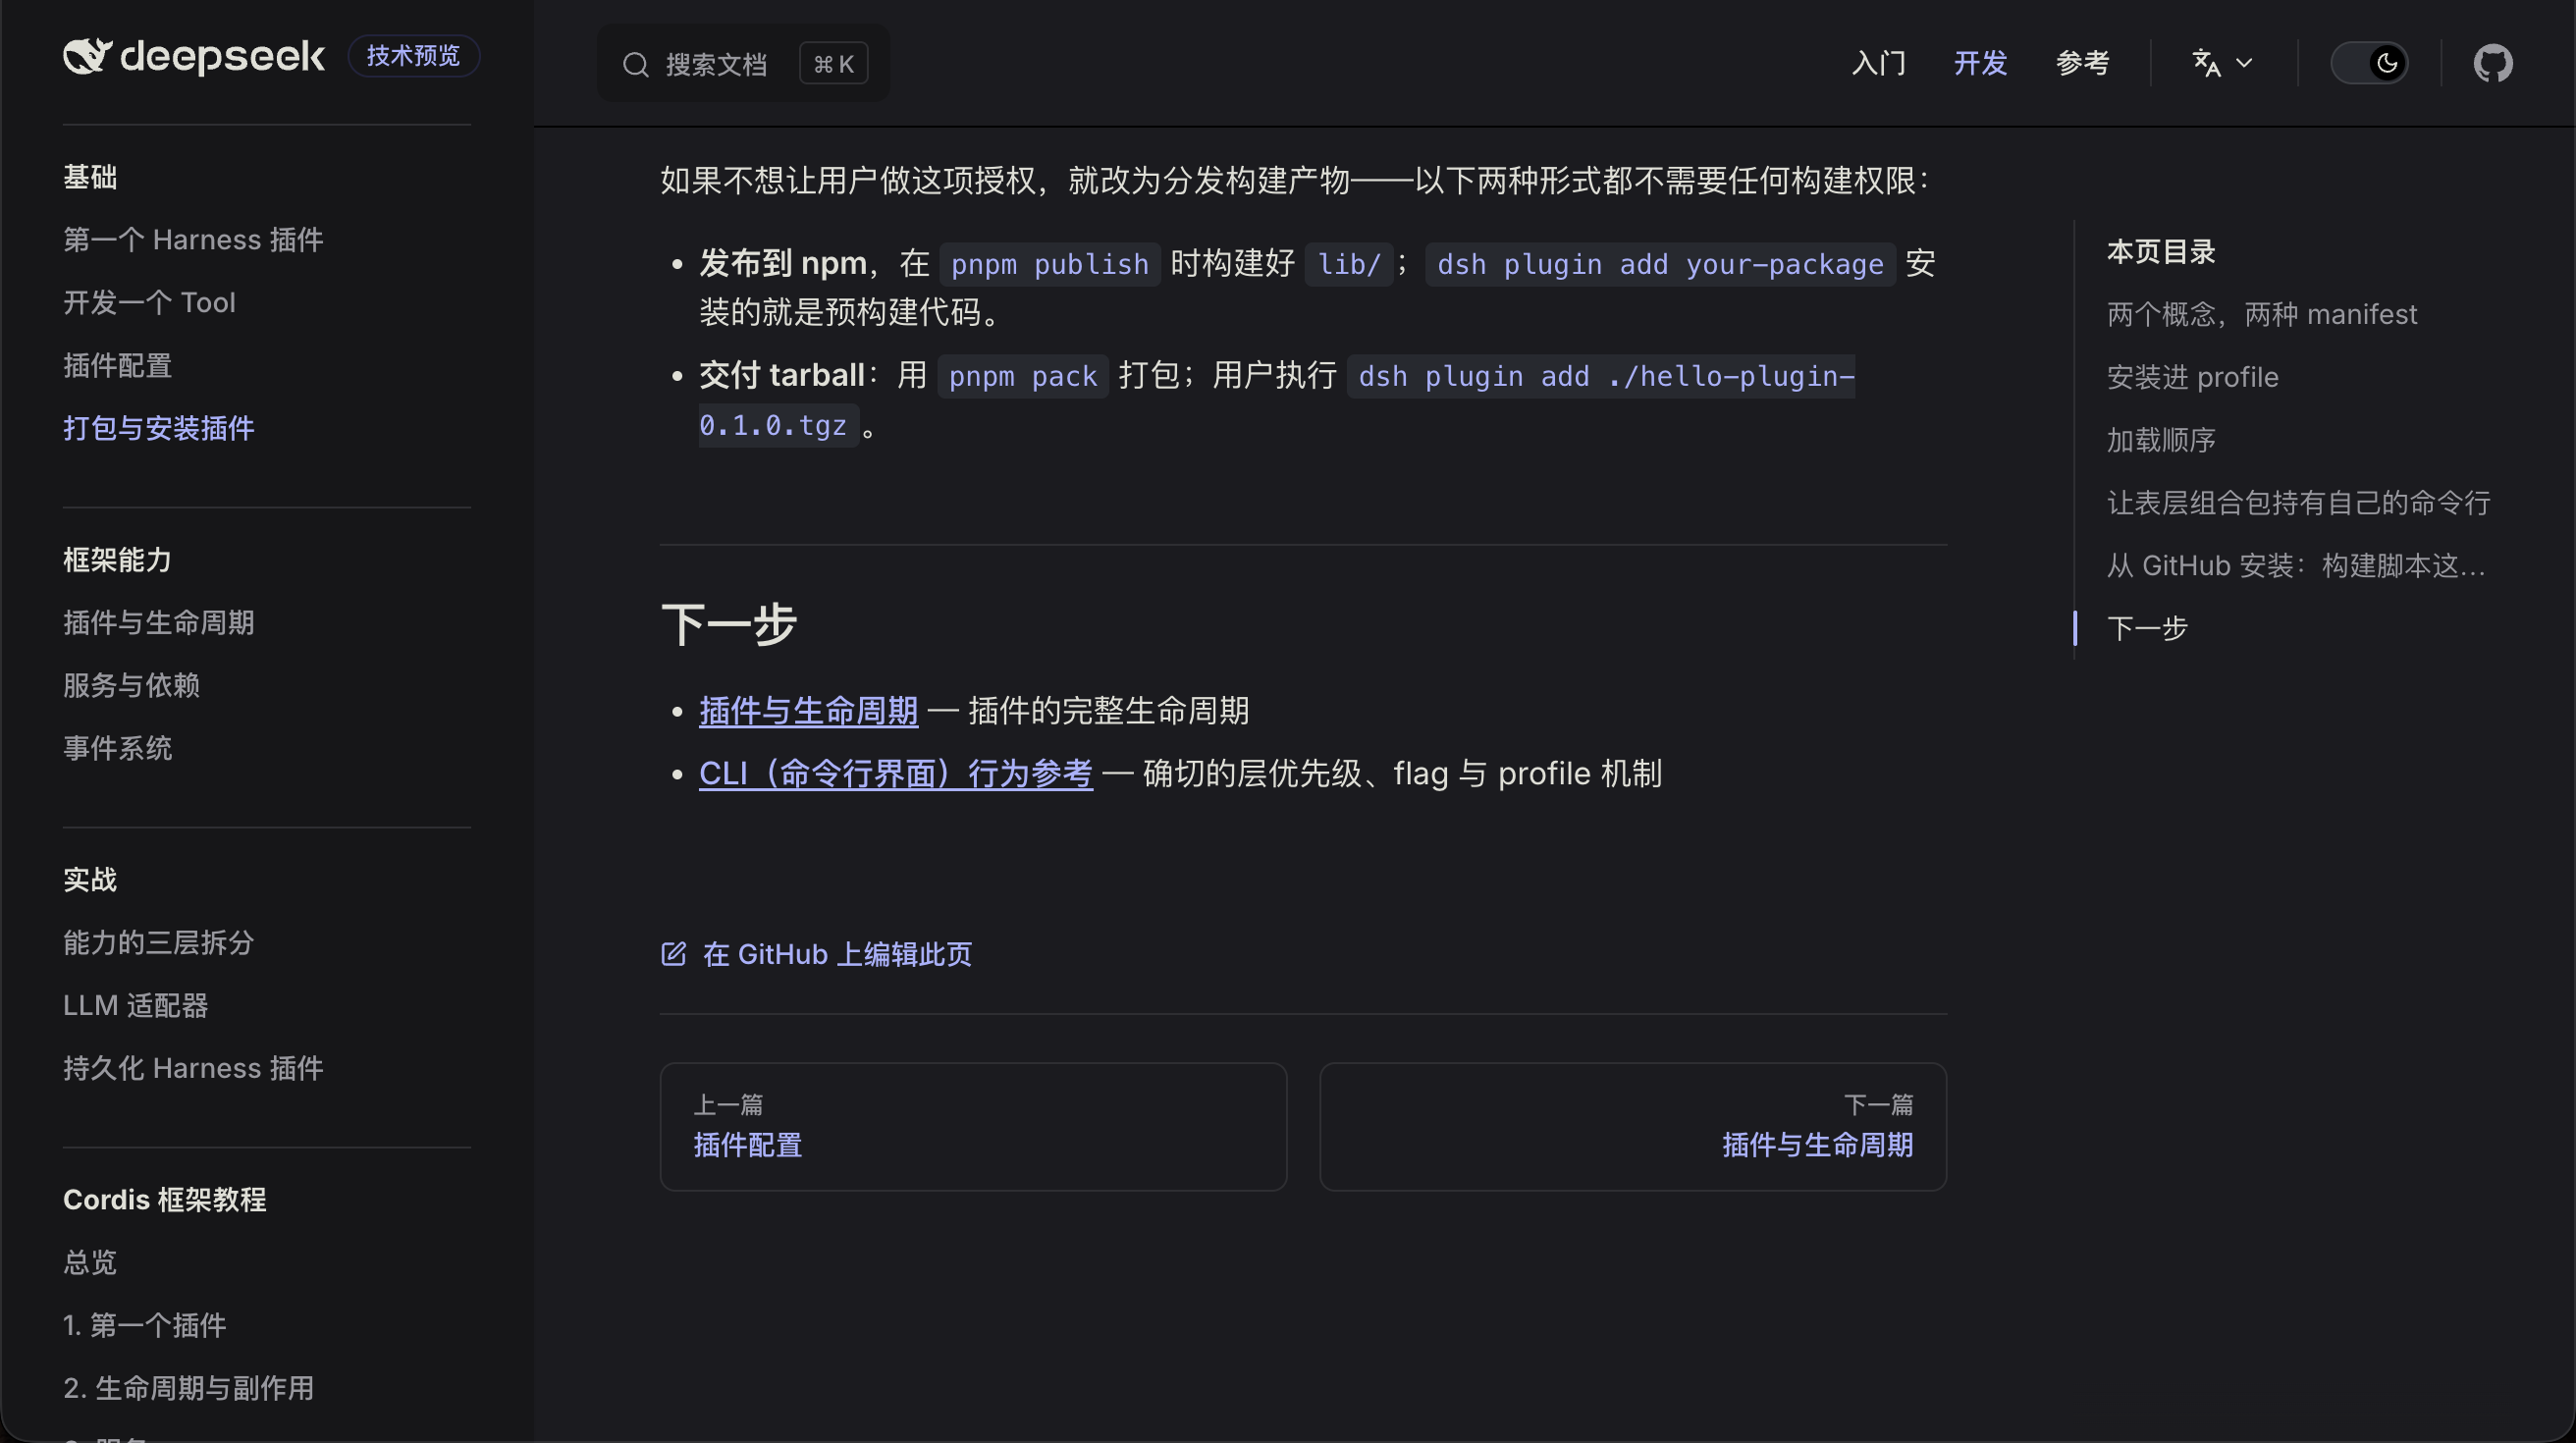 deepseek 技术预览
搜索文档 ⌘ K
入门 开发 参考
基础
第一个 Harness 插件
开发一个 Tool
插件配置
打包与安装插件
框架能力
插件与生命周期
服务与依赖
事件系统
实战
能力的三层拆分
LLM 适配器
持久化 Harness 插件
Cordis 框架教程
总览
1. 第一个插件
2. 生命周期与副作用
如果不想让用户做这项授权，就改为分发构建产物——以下两种形式都不需要任何构建权限：
• 发布到 npm，在 pnpm publish 时构建好 lib/；dsh plugin add your-package 安
装的就是预构建代码。
• 交付 tarball：用 pnpm pack 打包；用户执行 dsh plugin add ./hello-plugin-
0.1.0.tgz。
下一步
• 插件与生命周期 — 插件的完整生命周期
• CLI（命令行界面）行为参考 — 确切的层优先级、flag 与 profile 机制
在 GitHub 上编辑此页
上一篇
插件配置
下一篇
插件与生命周期
本页目录
两个概念，两种 manifest
安装进 profile
加载顺序
让表层组合包持有自己的命令行
从 GitHub 安装：构建脚本这…
下一步